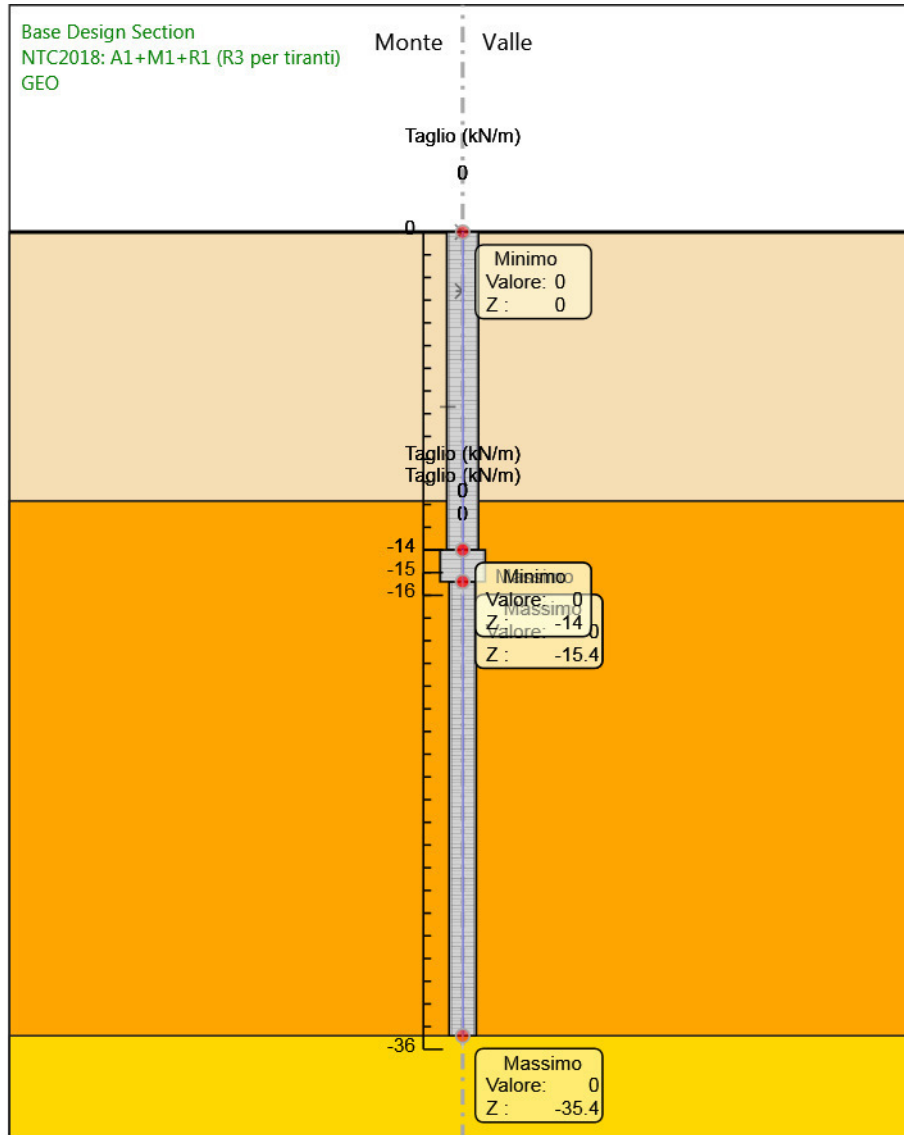 Base Design Section
NTC2018: A1+M1+R1 (R3 per tiranti)
GEO
Monte Valle
Taglio (kN/m)
0
0
Minimo
Valore: 0
Z : 0
Taglio (kN/m)
Taglio (kN/m)
0
0
-14
-15
-16
Minimo
Massimo
Valore: 0
Z : -14
Massimo
Valore: 0
Z : -15.4
-36
Massimo
Valore: 0
Z : -35.4